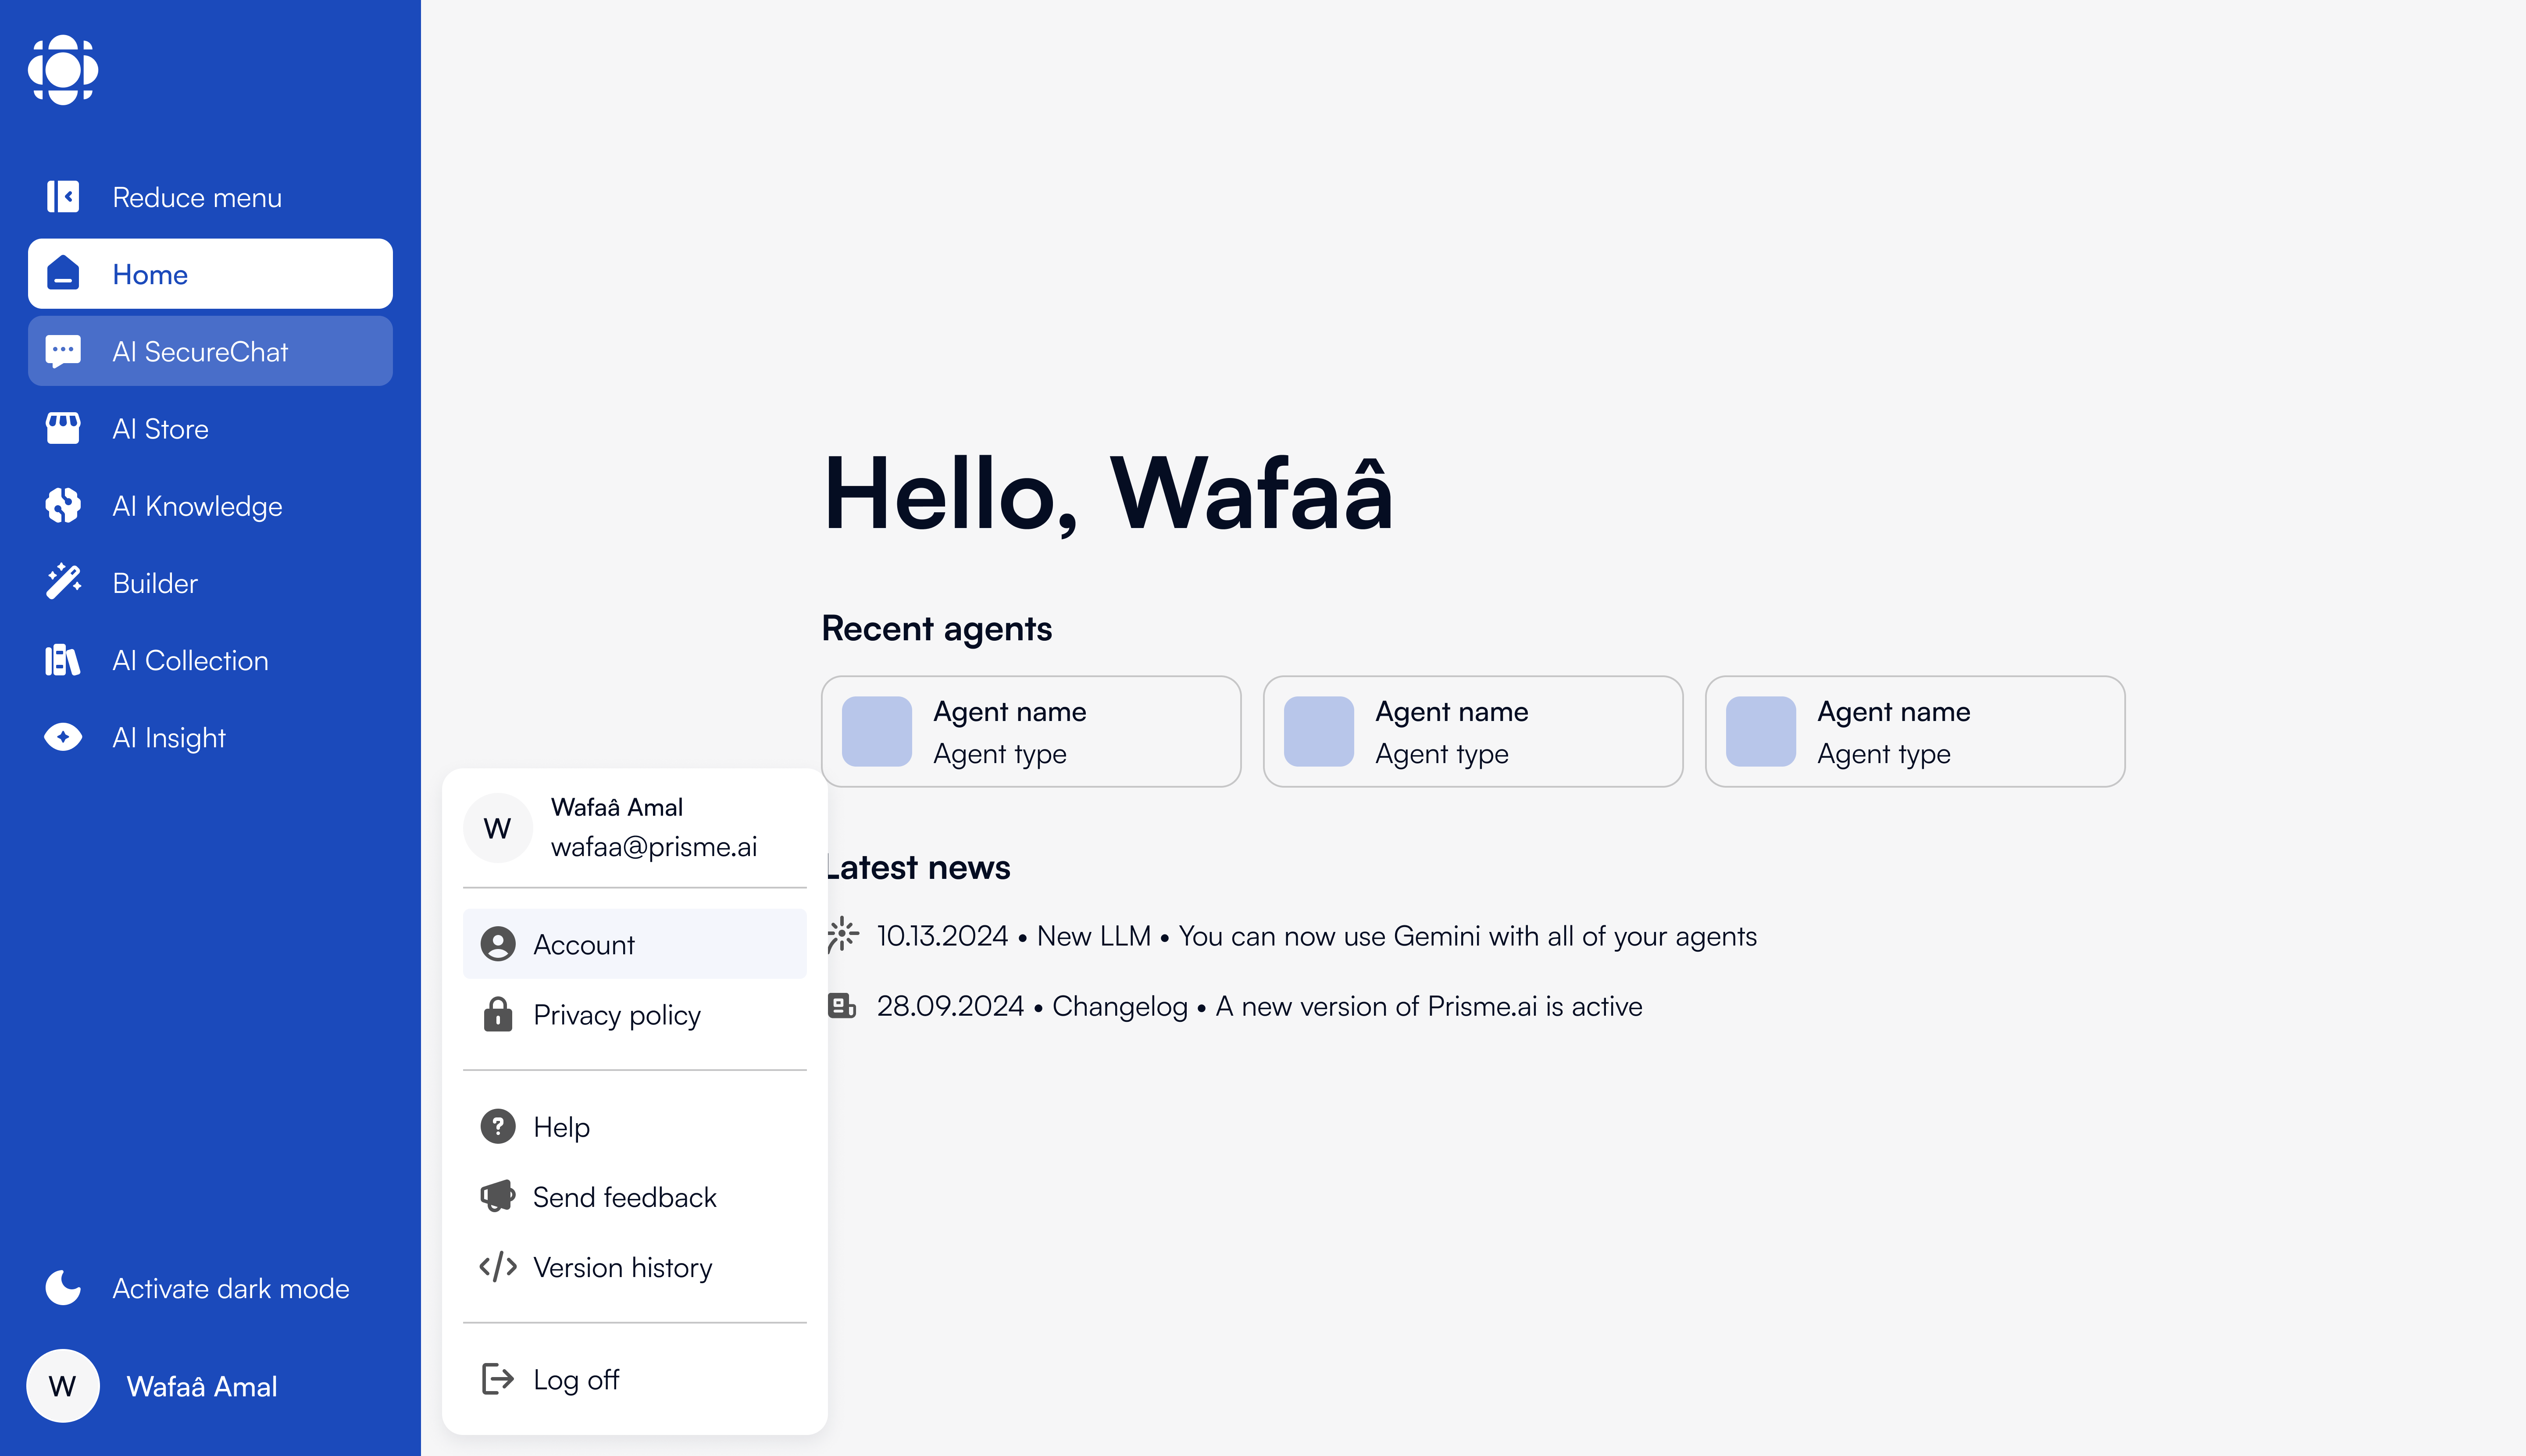 Reduce menu
Home
AI SecureChat
AI Store
AI Knowledge
Builder
AI Collection
AI Insight
Activate dark mode
W
Wafaâ Amal
W
Wafaâ Amal
wafaa@prisme.ai
Account
Privacy policy
Help
Send feedback
Version history
Log off
Hello, Wafaâ
Recent agents
Agent name
Agent type
Agent name
Agent type
Agent name
Agent type
Latest news
10.13.2024 • New LLM • You can now use Gemini with all of your agents
28.09.2024 • Changelog • A new version of Prisme.ai is active